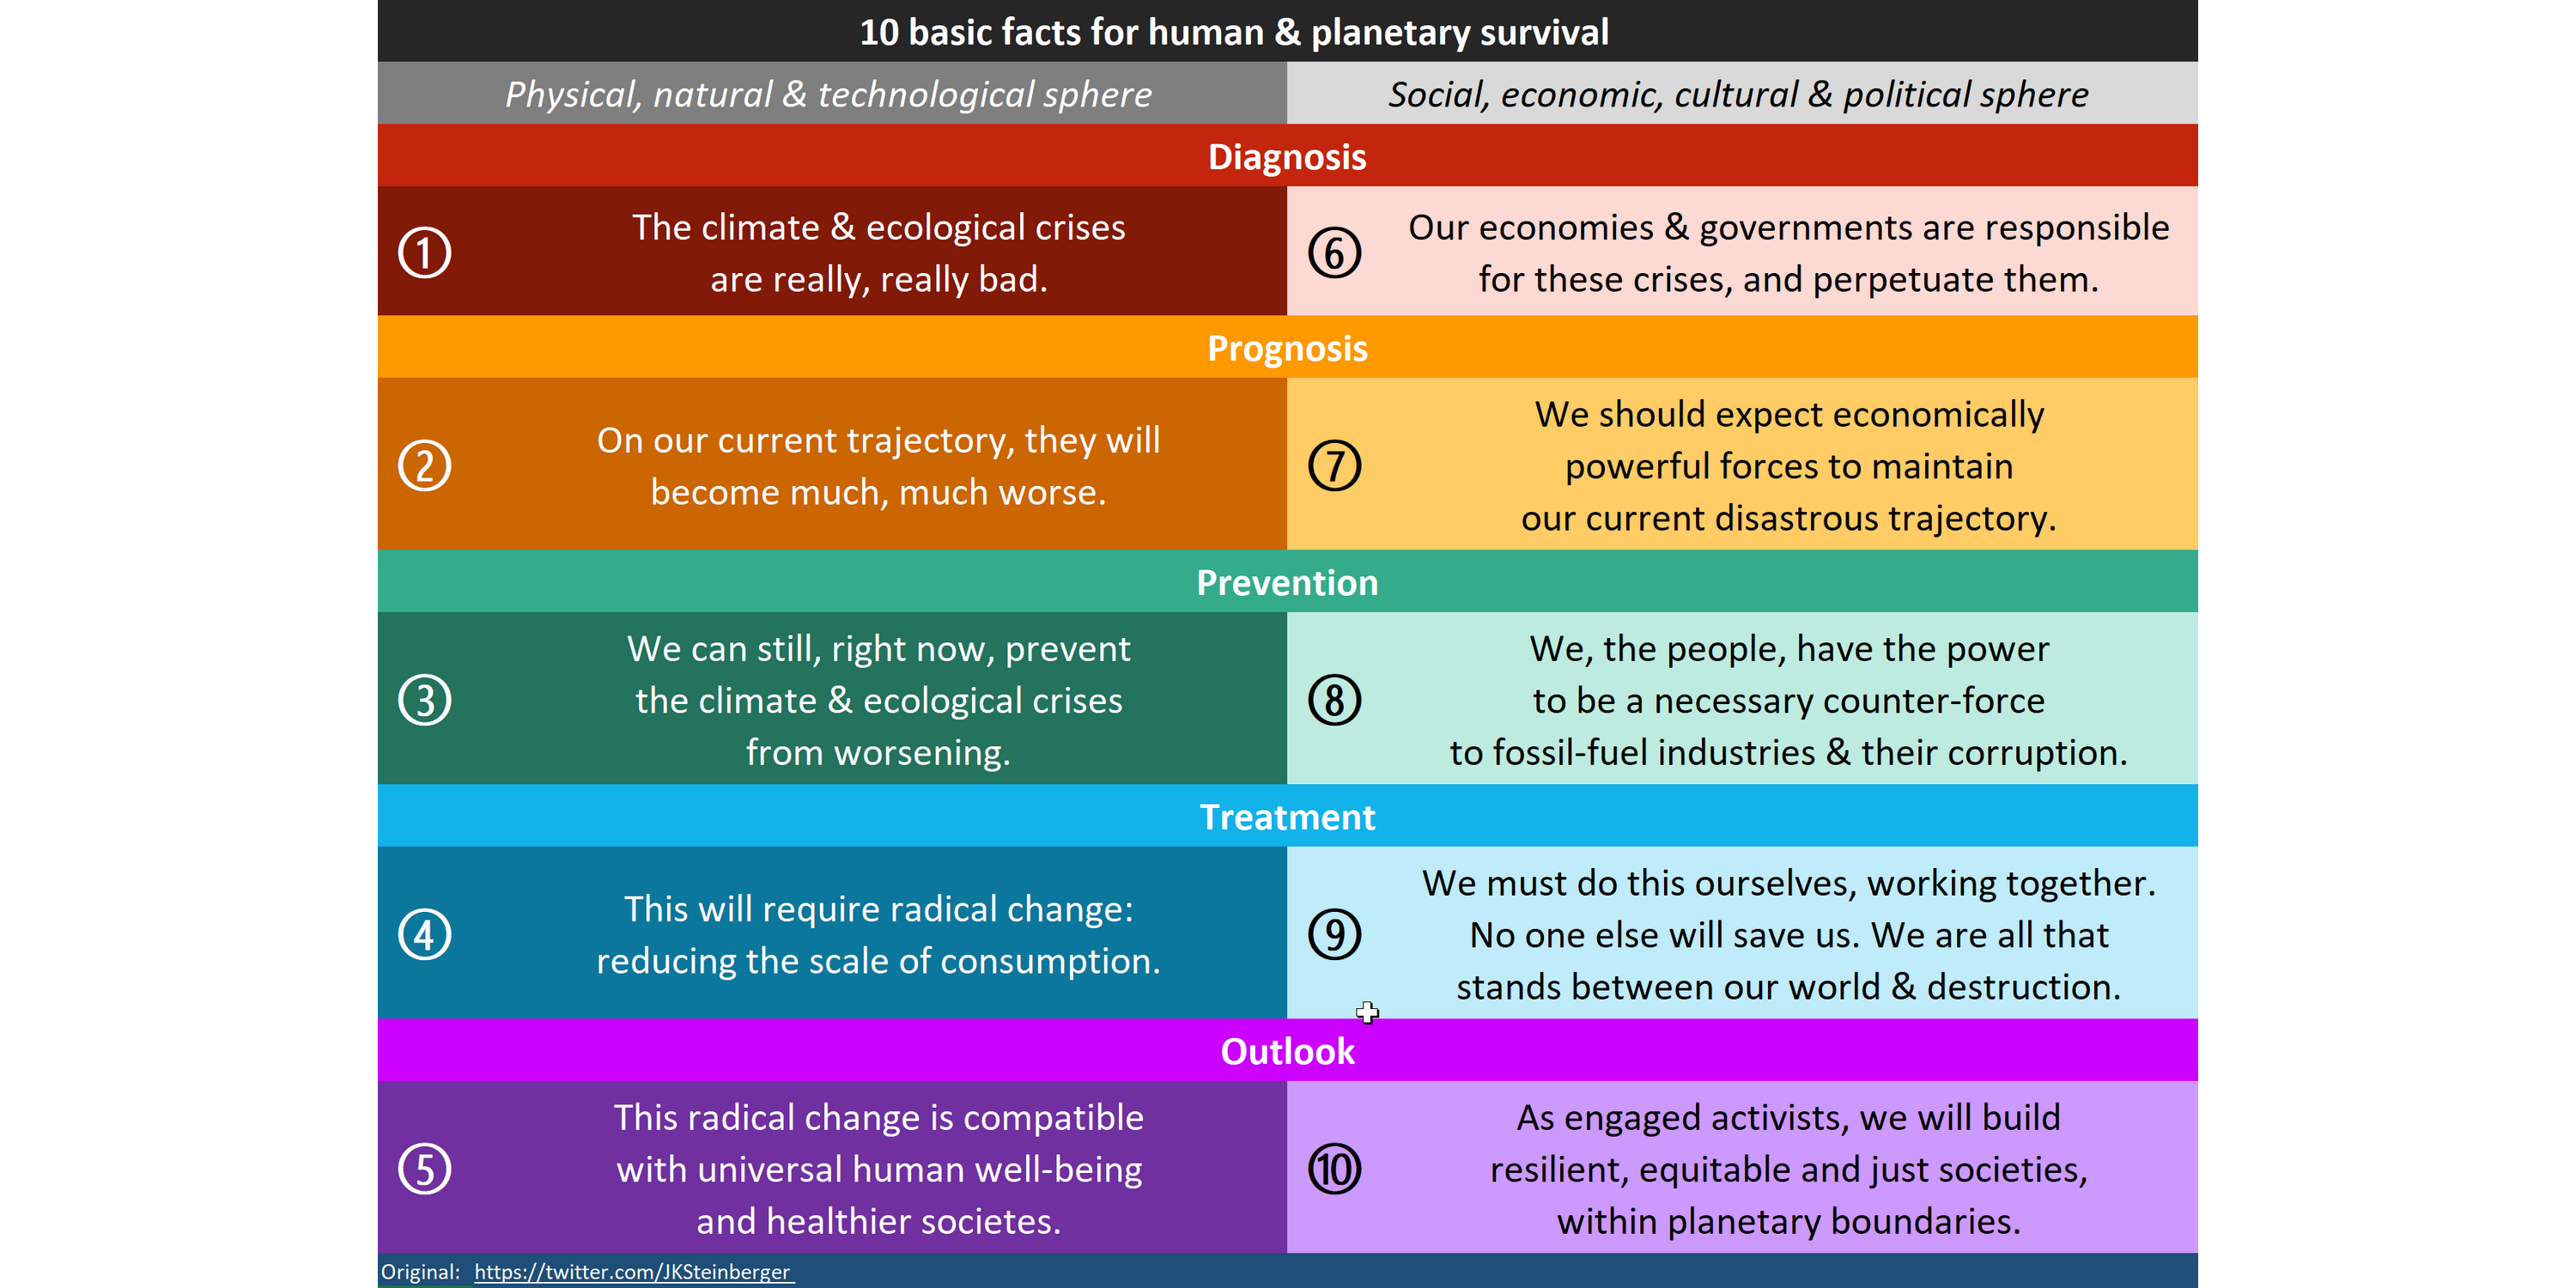 10 basic facts for human & planetary survival
Physical, natural & technological sphere
Social, economic, cultural & political sphere
Diagnosis
1
The climate & ecological crises
are really, really bad.
6
Our economies & governments are responsible
for these crises, and perpetuate them.
Prognosis
2
On our current trajectory, they will
become much, much worse.
7
We should expect economically
powerful forces to maintain
our current disastrous trajectory.
Prevention
3
We can still, right now, prevent
the climate & ecological crises
from worsening.
8
We, the people, have the power
to be a necessary counter-force
to fossil-fuel industries & their corruption.
Treatment
4
This will require radical change:
reducing the scale of consumption.
9
We must do this ourselves, working together.
No one else will save us. We are all that
stands between our world & destruction.
Outlook
5
This radical change is compatible
with universal human well-being
and healthier societes.
10
As engaged activists, we will build
resilient, equitable and just societies,
within planetary boundaries.
Original: https://twitter.com/JKSteinberger